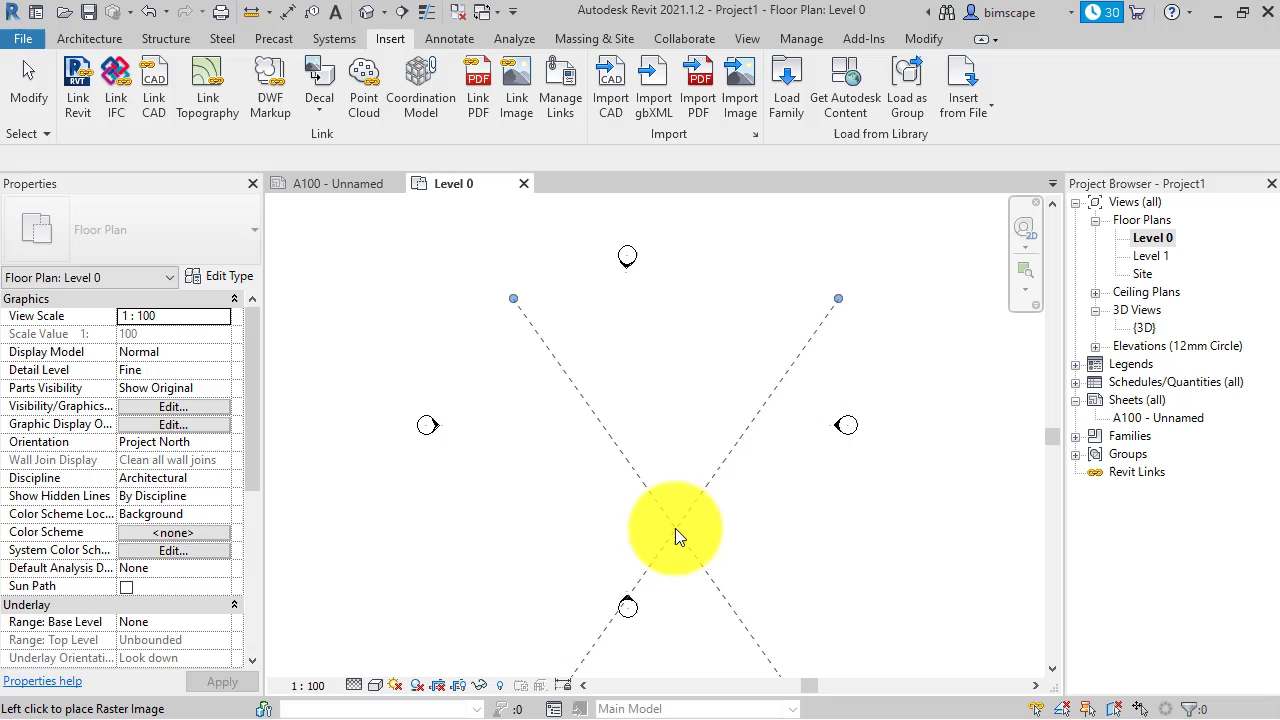 Autodesk Revit 2021.1.2 - Project1 - Floor Plan: Level 0
bimscape
30
File
Architecture
Structure
Steel
Precast
Systems
Insert
Annotate
Analyze
Massing & Site
Collaborate
View
Manage
Add-Ins
Modify
Modify
Link
Revit
Link
IFC
Link
CAD
Link
Topography
DWF
Markup
Decal
Point
Cloud
Coordination
Model
Link
PDF
Link
Image
Manage
Links
Import
CAD
Import
gbXML
Import
PDF
Import
Image
Load
Family
Get Autodesk
Content
Load as
Group
Insert
from File
Select
Link
Import
Load from Library
Properties
A100 - Unnamed
Level 0
Project Browser - Project1
Floor Plan
Floor Plan: Level 0
Edit Type
Graphics
View Scale 1 : 100
Scale Value 1: 100
Display Model Normal
Detail Level Fine
Parts Visibility Show Original
Visibility/Graphics... Edit...
Graphic Display O... Edit...
Orientation Project North
Wall Join Display Clean all wall joins
Discipline Architectural
Show Hidden Lines By Discipline
Color Scheme Loc... Background
Color Scheme <none>
System Color Sch... Edit...
Default Analysis D... None
Sun Path
Underlay
Range: Base Level None
Range: Top Level Unbounded
Underlay Orientati... Look down
Properties help
Apply
2D
Views (all)
Floor Plans
Level 0
Level 1
Site
Ceiling Plans
3D Views
{3D}
Elevations (12mm Circle)
Legends
Schedules/Quantities (all)
Sheets (all)
A100 - Unnamed
Families
Groups
Revit Links
1 : 100
Left click to place Raster Image
:0
Main Model
:0